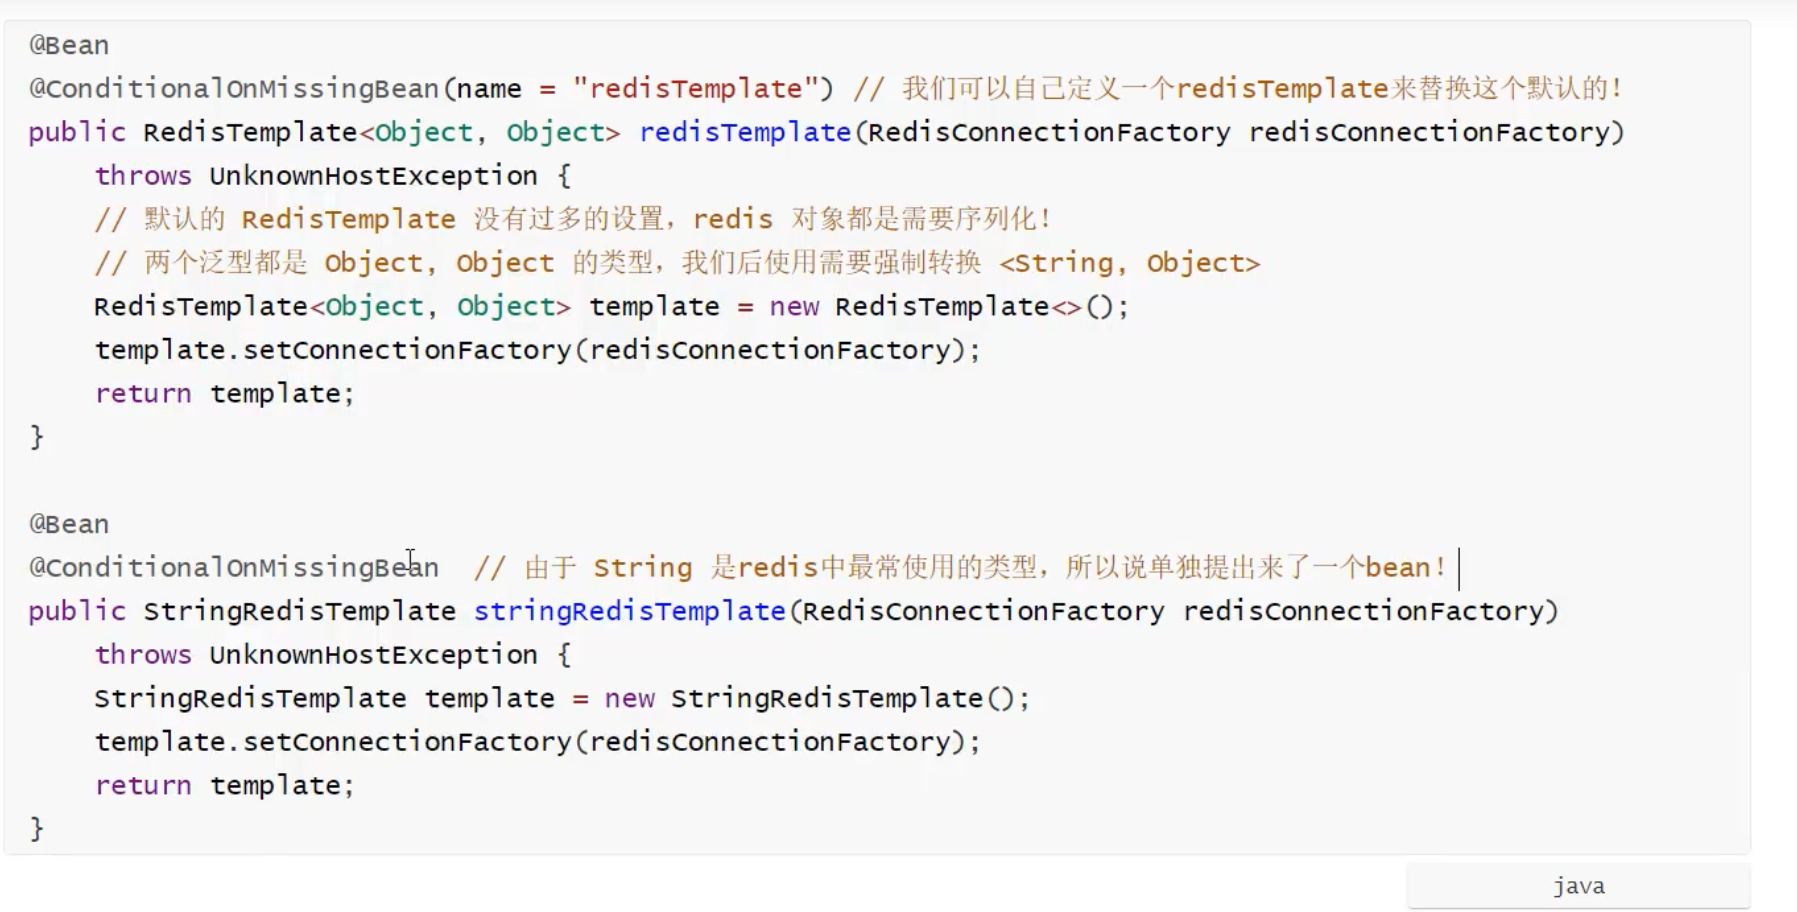 @Bean
@ConditionalOnMissingBean(name = "redisTemplate") // 我们可以自己定义一个redisTemplate来替换这个默认的！
public RedisTemplate<Object, Object> redisTemplate(RedisConnectionFactory redisConnectionFactory)
    throws UnknownHostException {
    // 默认的 RedisTemplate 没有过多的设置，redis 对象都是需要序列化！
    // 两个泛型都是 Object, Object 的类型，我们后使用需要强制转换 <String, Object>
    RedisTemplate<Object, Object> template = new RedisTemplate<>();
    template.setConnectionFactory(redisConnectionFactory);
    return template;
}
@Bean
@ConditionalOnMissingBean  // 由于 String 是redis中最常使用的类型，所以说单独提出来了一个bean！
public StringRedisTemplate stringRedisTemplate(RedisConnectionFactory redisConnectionFactory)
    throws UnknownHostException {
    StringRedisTemplate template = new StringRedisTemplate();
    template.setConnectionFactory(redisConnectionFactory);
    return template;
}
java